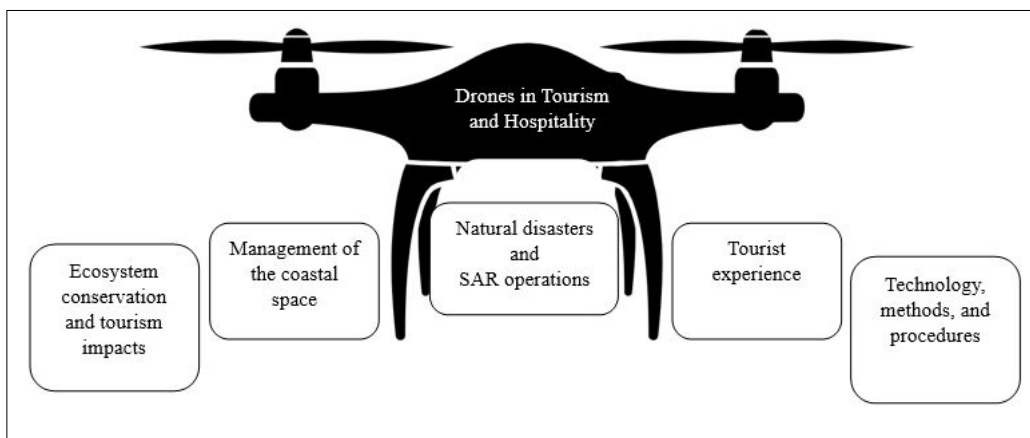 Drones in Tourism
and Hospitality
Ecosystem
conservation
and tourism
impacts
Management of
the coastal
space
Natural disasters
and
SAR operations
Tourist
experience
Technology,
methods, and
procedures